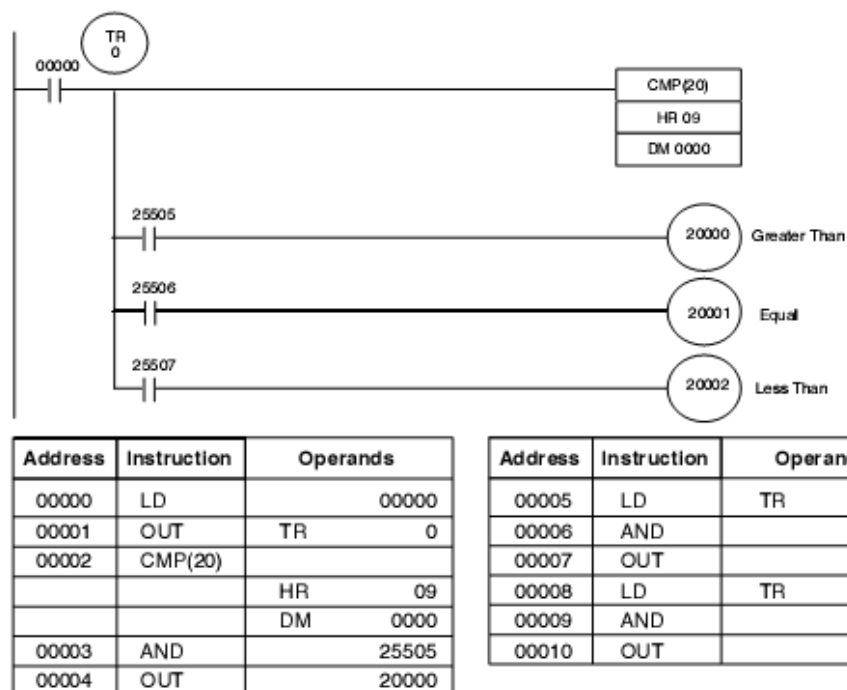 TR
0
00000
CMP(20)
HR 09
DM 0000
25505
20000 Greater Than
25506
20001 Equal
25507
20002 Less Than
Address Instruction Operands
00000 LD 00000
00001 OUT TR 0
00002 CMP(20)
HR 09
DM 0000
00003 AND 25505
00004 OUT 20000
Address Instruction Operan
00005 LD TR
00006 AND
00007 OUT
00008 LD TR
00009 AND
00010 OUT